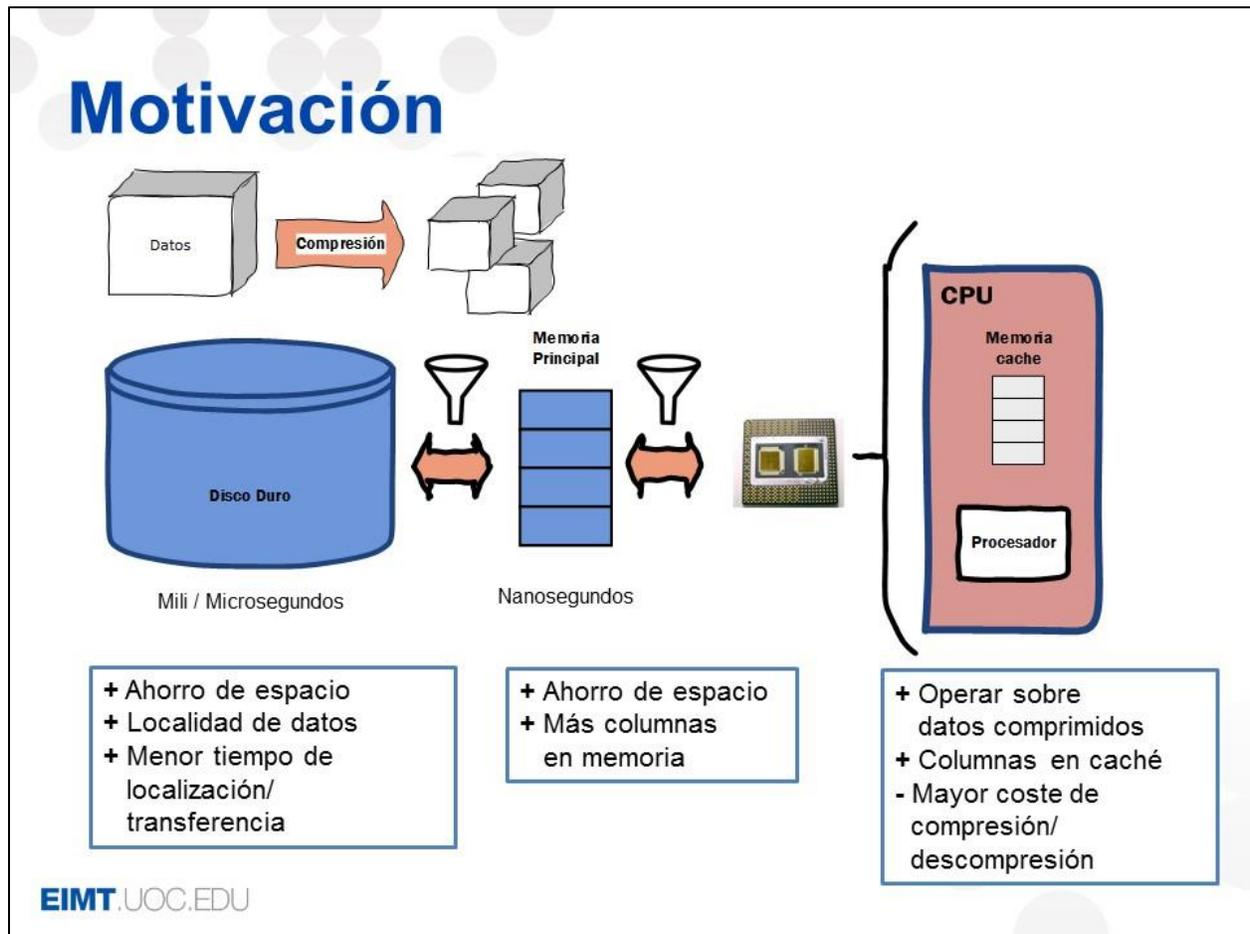 Motivación
Datos
Compresión
Memoria
Principal
CPU
Memoria
cache
Disco Duro
Procesador
Mili / Microsegundos
Nanosegundos
+ Ahorro de espacio
+ Localidad de datos
+ Menor tiempo de
localización/
transferencia
+ Ahorro de espacio
+ Más columnas
en memoria
+ Operar sobre
datos comprimidos
+ Columnas en caché
- Mayor coste de
compresión/
descompresión
EIMT.UOC.EDU